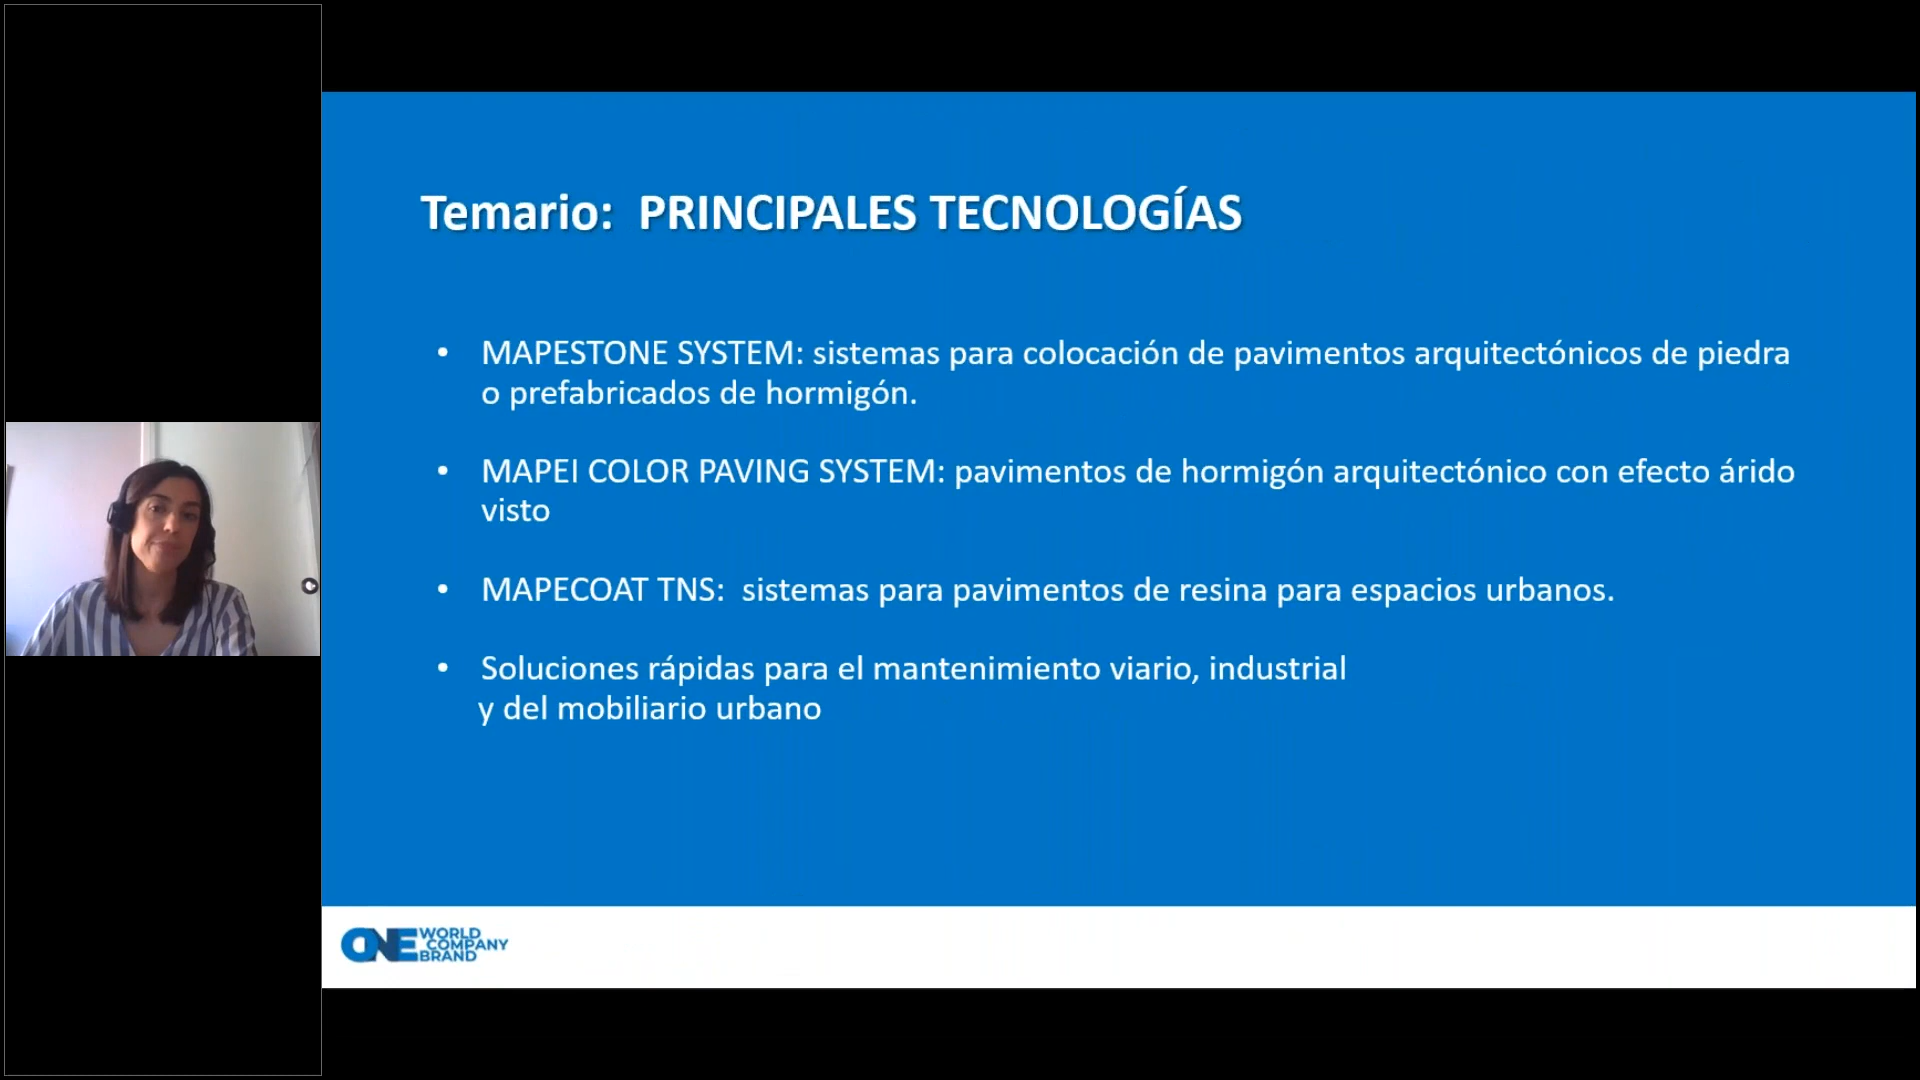 Temario: PRINCIPALES TECNOLOGÍAS
• MAPESTONE SYSTEM: sistemas para colocación de pavimentos arquitectónicos de piedra
o prefabricados de hormigón.
• MAPEI COLOR PAVING SYSTEM: pavimentos de hormigón arquitectónico con efecto árido
visto
• MAPECOAT TNS: sistemas para pavimentos de resina para espacios urbanos.
• Soluciones rápidas para el mantenimiento viario, industrial
y del mobiliario urbano
ONE WORLD
COMPANY
BRAND